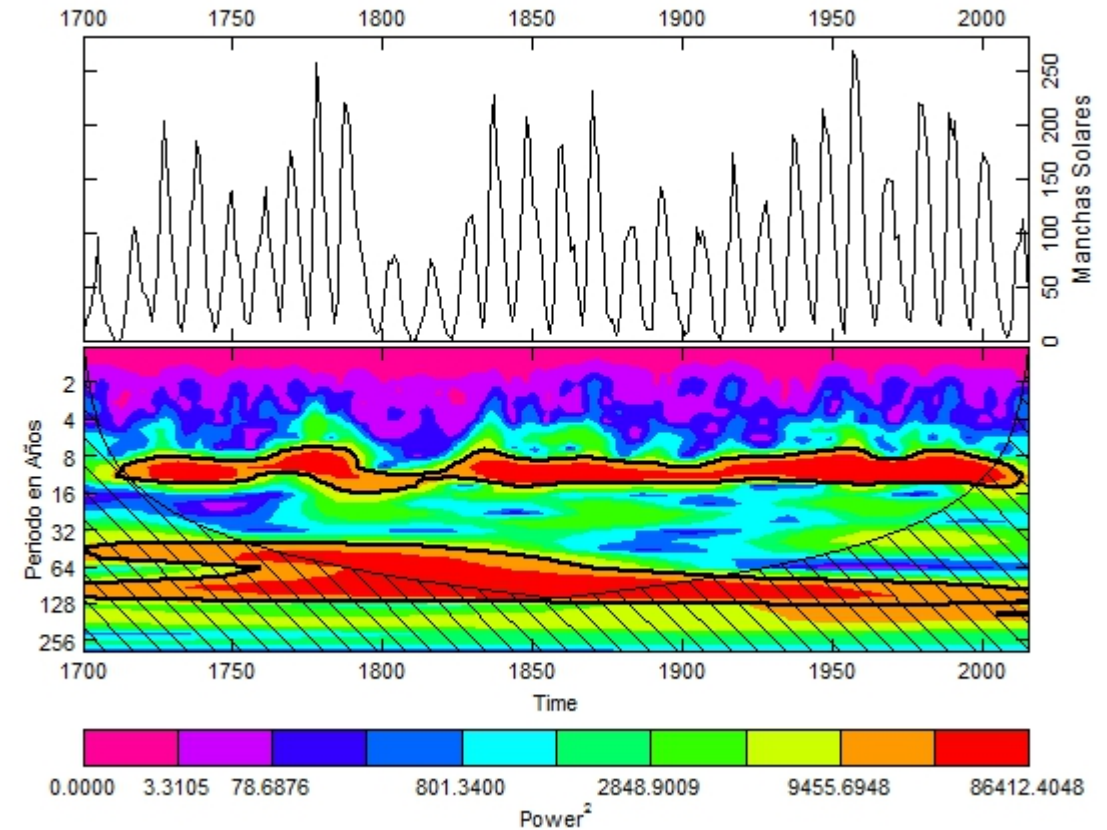 1700 1750 1800 1850 1900 1950 2000
0 50 100 150 200 250
Manchas Solares
2
4
8
16
32
64
128
256
Periodo en Años
1700 1750 1800 1850 1900 1950 2000
Time
0.0000 3.3105 78.6876 801.3400 2848.9009 9455.6948 86412.4048
Power²